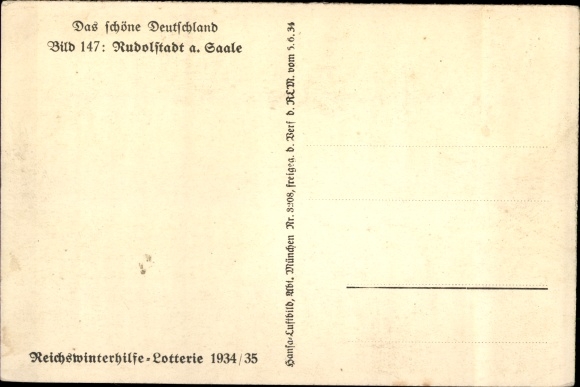 Das schöne Deutschland
Bild 147: Rudolstadt a. Saale
Hansa-Luftbild, Abt. München Nr. 3208, freigeg. d. Verf d. RLM. vom 5.6.34
Reichswinterhilfe-Lotterie 1934/35